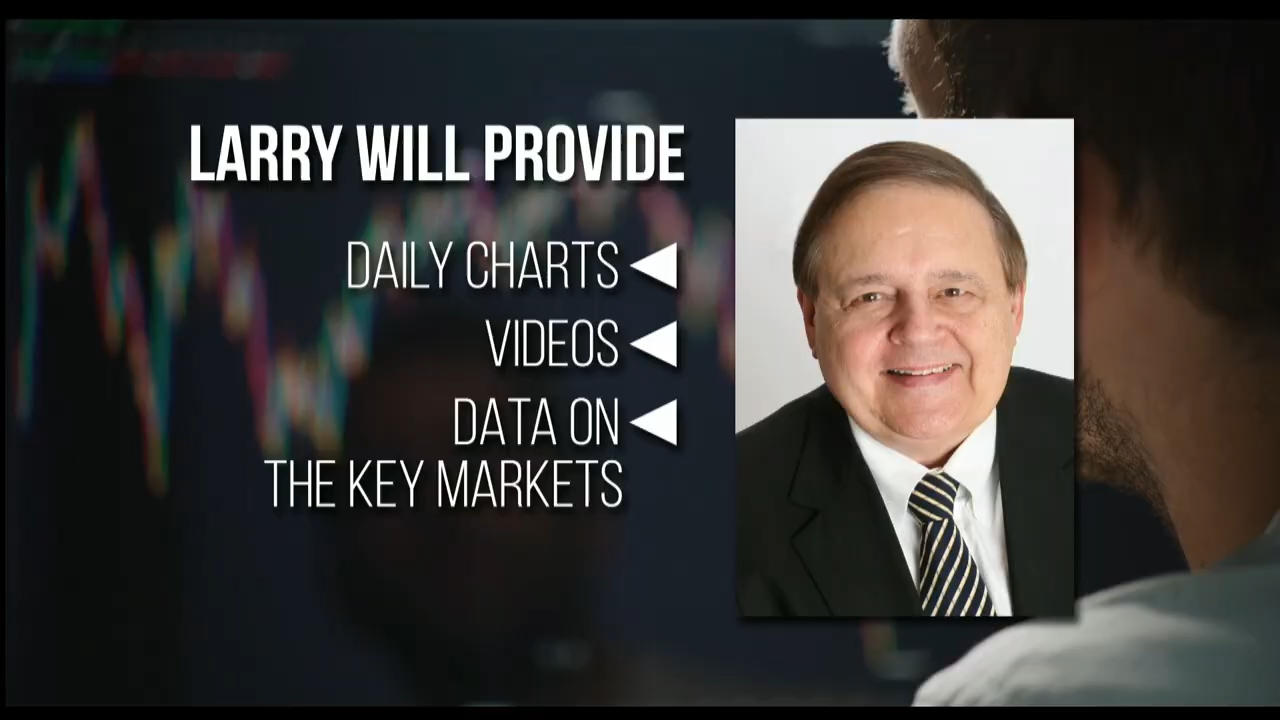 LARRY WILL PROVIDE
DAILY CHARTS
VIDEOS
DATA ON
THE KEY MARKETS